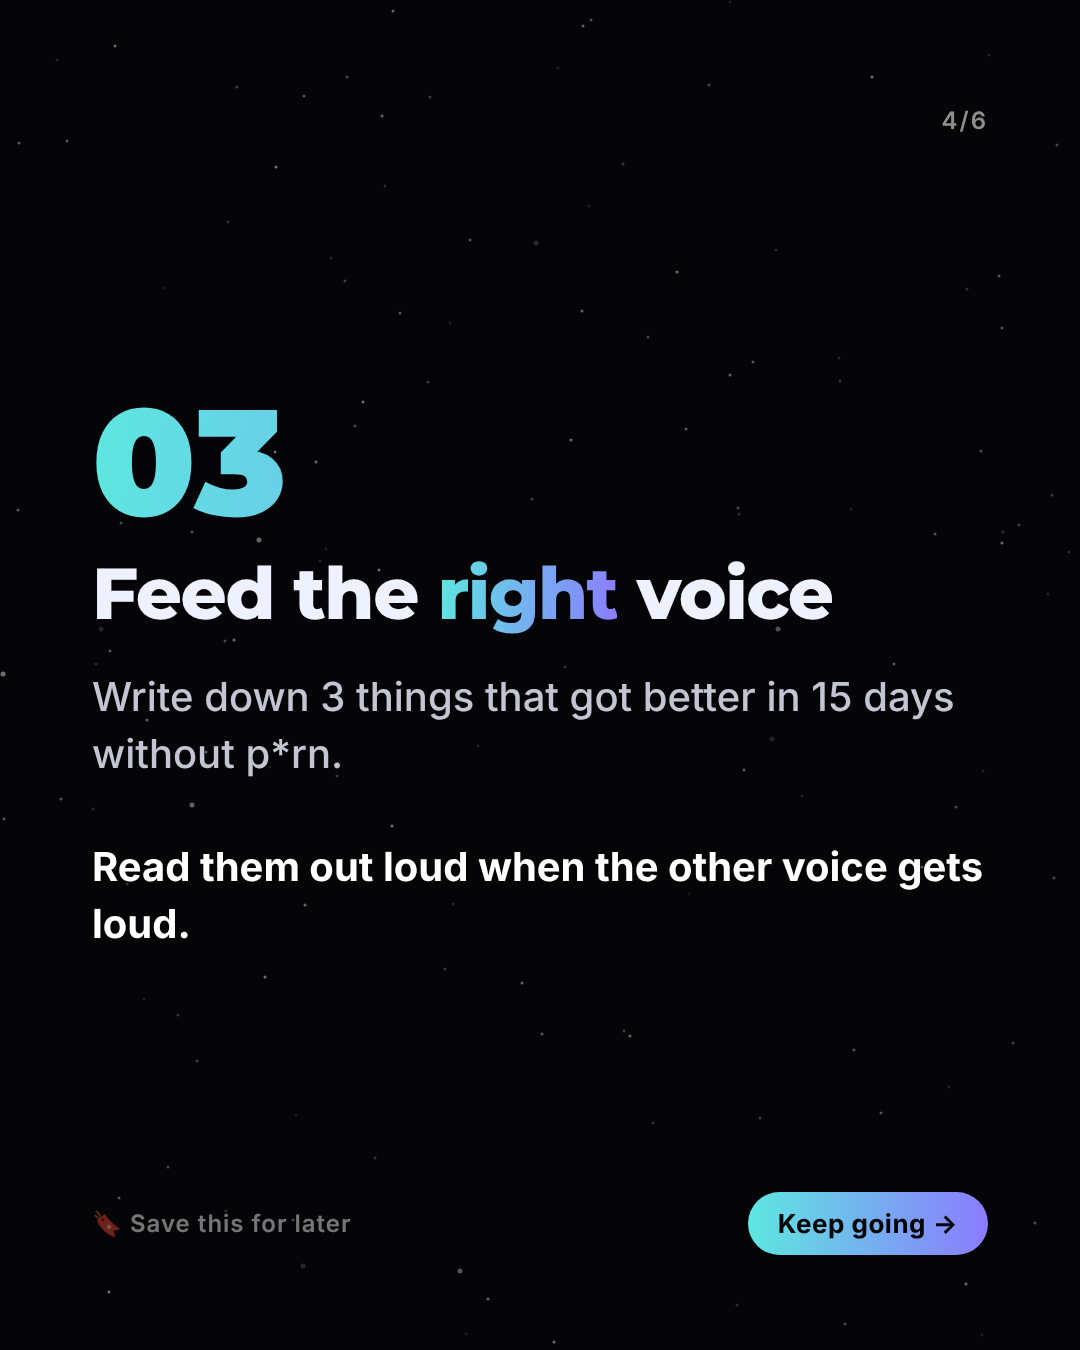 4/6
03
Feed the right voice
Write down 3 things that got better in 15 days
without p*rn.
Read them out loud when the other voice gets
loud.
🔖 Save this for later
Keep going →